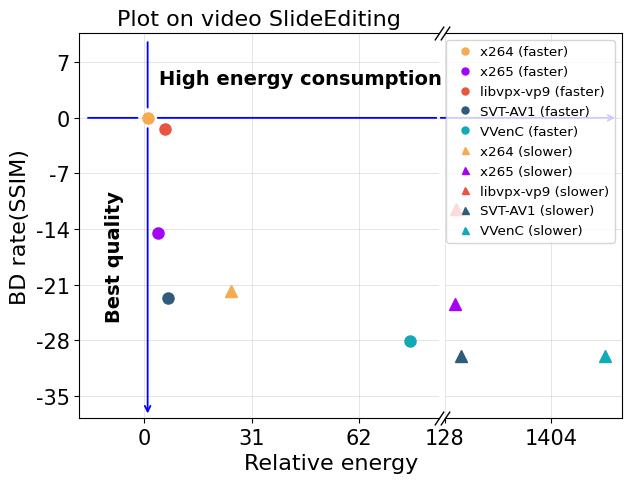 Plot on video SlideEditing
7
0
-7
-14
-21
-28
-35
BD rate(SSIM)
High energy consumption
Best quality
x264 (faster)
x265 (faster)
libvpx-vp9 (faster)
SVT-AV1 (faster)
VVenC (faster)
x264 (slower)
x265 (slower)
libvpx-vp9 (slower)
SVT-AV1 (slower)
VVenC (slower)
0 31 62 128 1404
Relative energy